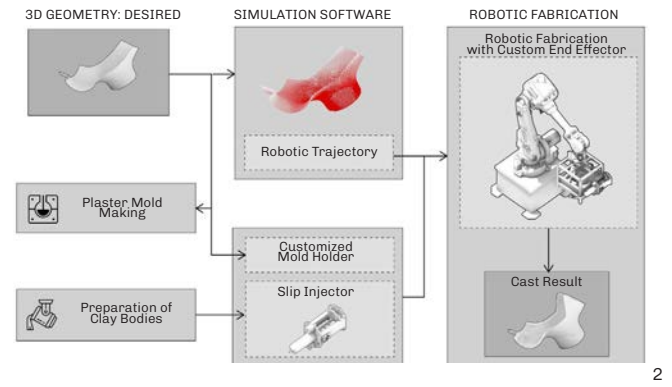 3D GEOMETRY: DESIRED
SIMULATION SOFTWARE
ROBOTIC FABRICATION
Robotic Fabrication
with Custom End Effector
Robotic Trajectory
Plaster Mold
Making
Customized
Mold Holder
Slip Injector
Preparation of
Clay Bodies
Cast Result
2